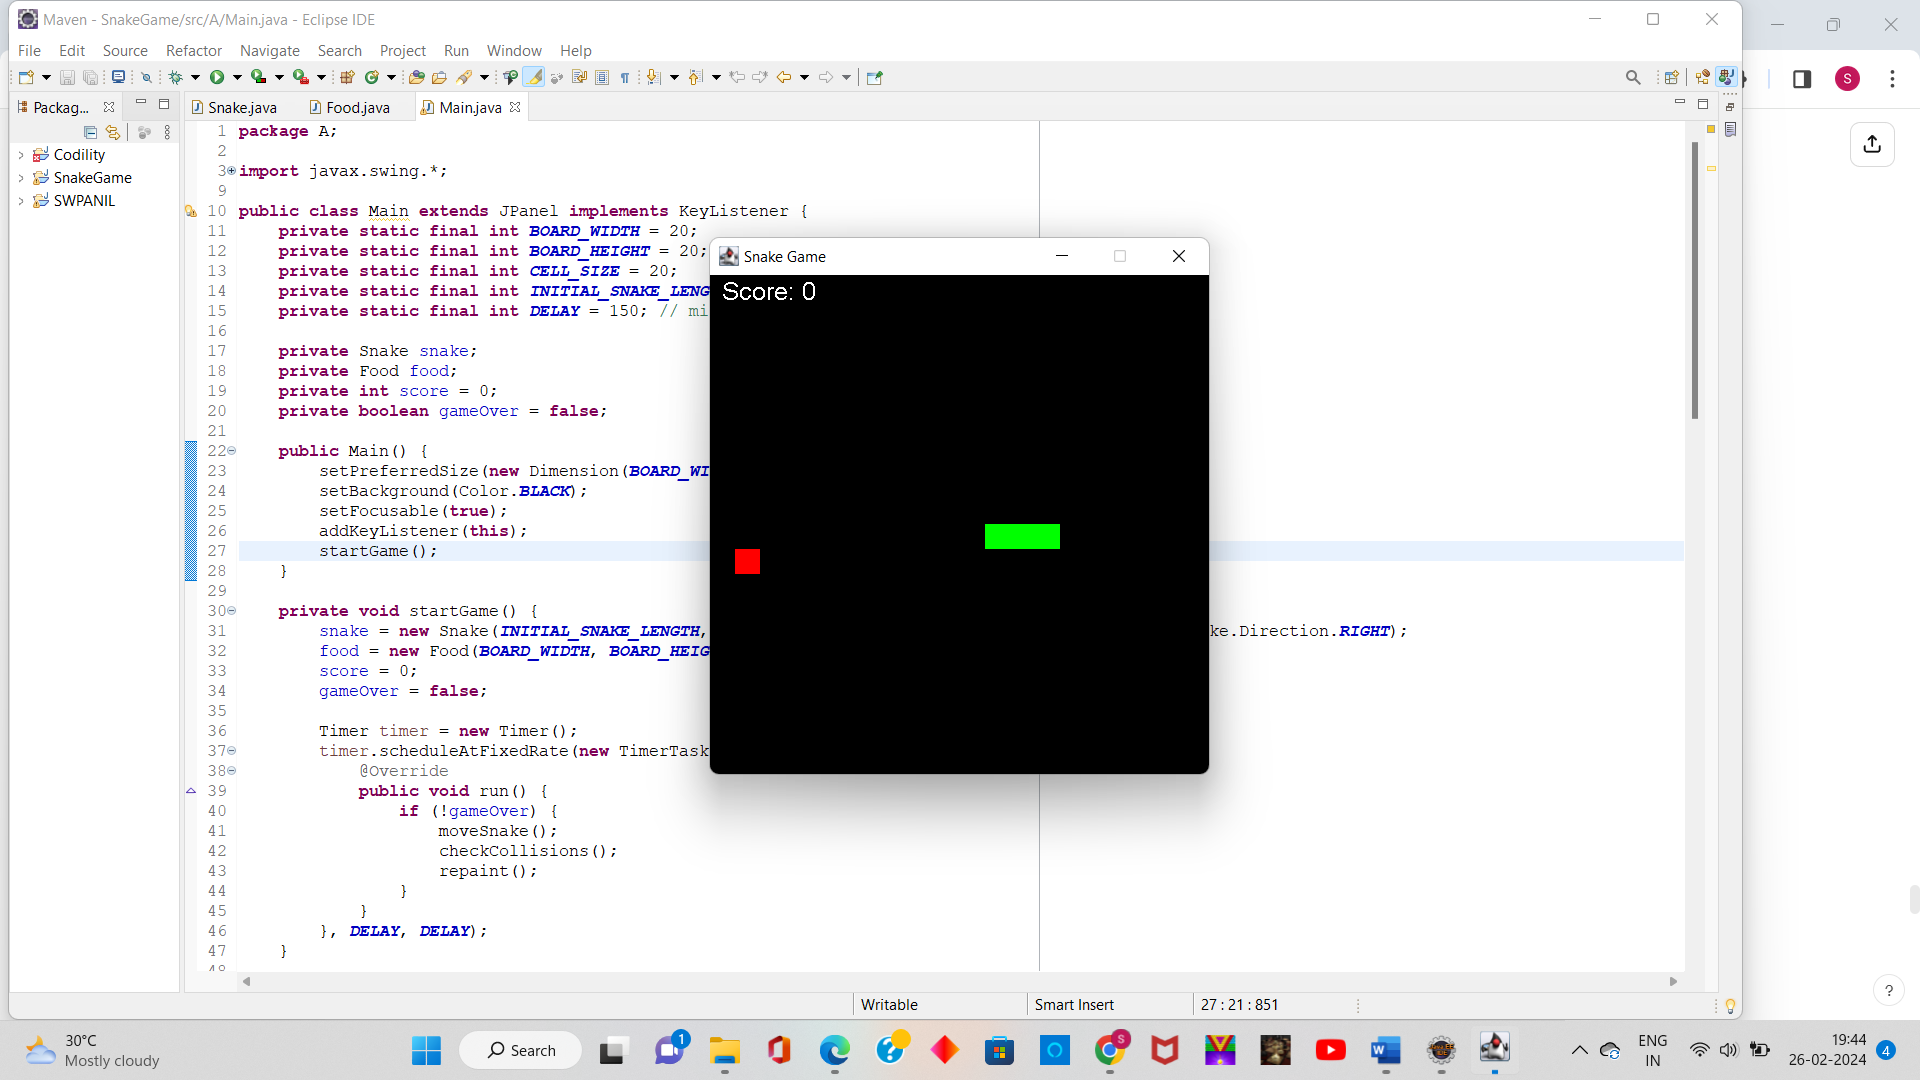 Maven - SnakeGame/src/A/Main.java - Eclipse IDE
File Edit Source Refactor Navigate Search Project Run Window Help
Packag...
Snake.java Food.java Main.java
Codility
SnakeGame
SWPANIL
1 package A;
2
3 import javax.swing.*;
9
10 public class Main extends JPanel implements KeyListener {
11 private static final int BOARD_WIDTH = 20;
12 private static final int BOARD_HEIGHT = 20;
13 private static final int CELL_SIZE = 20;
14 private static final int INITIAL_SNAKE_LENG
15 private static final int DELAY = 150; // mi
16
17 private Snake snake;
18 private Food food;
19 private int score = 0;
20 private boolean gameOver = false;
21
22 public Main() {
23 setPreferredSize(new Dimension(BOARD_WI
24 setBackground(Color.BLACK);
25 setFocusable(true);
26 addKeyListener(this);
27 startGame();
28 }
29
30 private void startGame() {
31 snake = new Snake(INITIAL_SNAKE_LENGTH, ke.Direction.RIGHT);
32 food = new Food(BOARD_WIDTH, BOARD_HEIG
33 score = 0;
34 gameOver = false;
35
36 Timer timer = new Timer();
37 timer.scheduleAtFixedRate(new TimerTask
38 @Override
39 public void run() {
40 if (!gameOver) {
41 moveSnake();
42 checkCollisions();
43 repaint();
44 }
45 }
46 }, DELAY, DELAY);
47 }
48
Snake Game
Score: 0
Writable Smart Insert 27 : 21 : 851
S
?
30°C
Mostly cloudy
Search
1
S
ENG
IN
19:44
26-02-2024
4